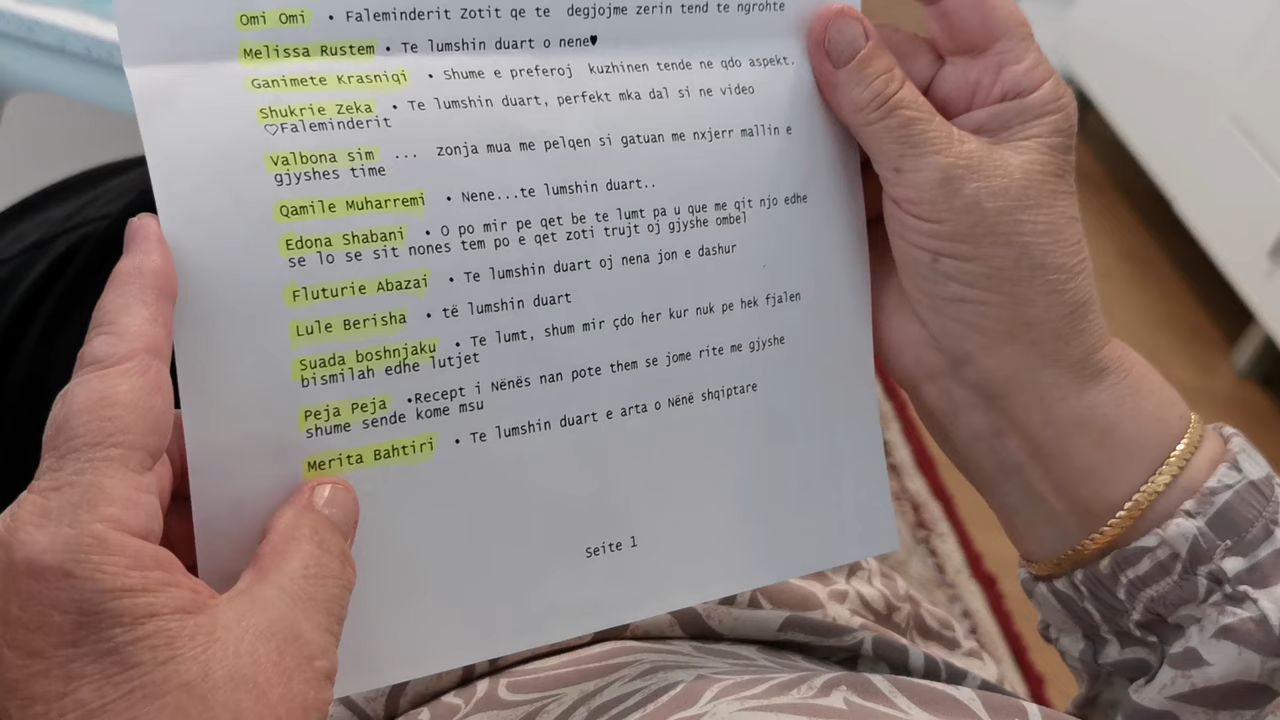 Omi Omi • Faleminderit Zotit qe te degjojme zerin tend te ngrohte
Melissa Rustem • Te lumshin duart o nene♥
Ganimete Krasniqi • Shume e preferoj kuzhinen tende ne qdo aspekt.
Shukrie Zeka • Te lumshin duart, perfekt mka dal si ne video
♡Faleminderit
Valbona sim ... zonja mua me pelqen si gatuan me nxjerr mallin e
gjyshes time
Qamile Muharremi • Nene...te lumshin duart..
Edona Shabani • O po mir pe qet be te lumt pa u que me qit njo edhe
se lo se sit nones tem po e qet zoti trujt oj gjyshe ombel
Fluturie Abazai • Te lumshin duart oj nena jon e dashur
Lule Berisha • të lumshin duart
Suada boshnjaku • Te lumt, shum mir çdo her kur nuk pe hek fjalen
bismilah edhe lutjet
Peja Peja •Recept i Nënës nan pote them se jome rite me gjyshe
shume sende kome msu
Merita Bahtiri • Te lumshin duart e arta o Nënë shqiptare
seite 1